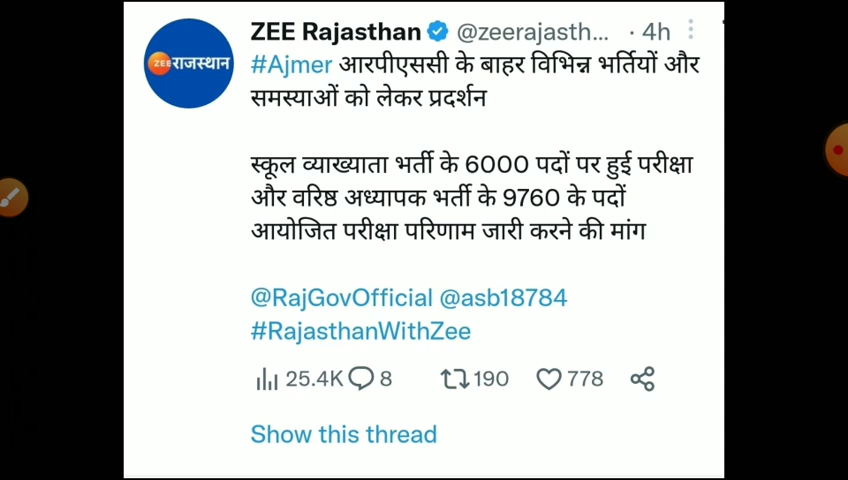 ZEE Rajasthan @zeerajasth... · 4h
ZEE राजस्थान
#Ajmer आरपीएससी के बाहर विभिन्न भर्तियों और
समस्याओं को लेकर प्रदर्शन
स्कूल व्याख्याता भर्ती के 6000 पदों पर हुई परीक्षा
और वरिष्ठ अध्यापक भर्ती के 9760 के पदों
आयोजित परीक्षा परिणाम जारी करने की मांग
@RajGovOfficial @asb18784
#RajasthanWithZee
25.4K 8 190 778
Show this thread